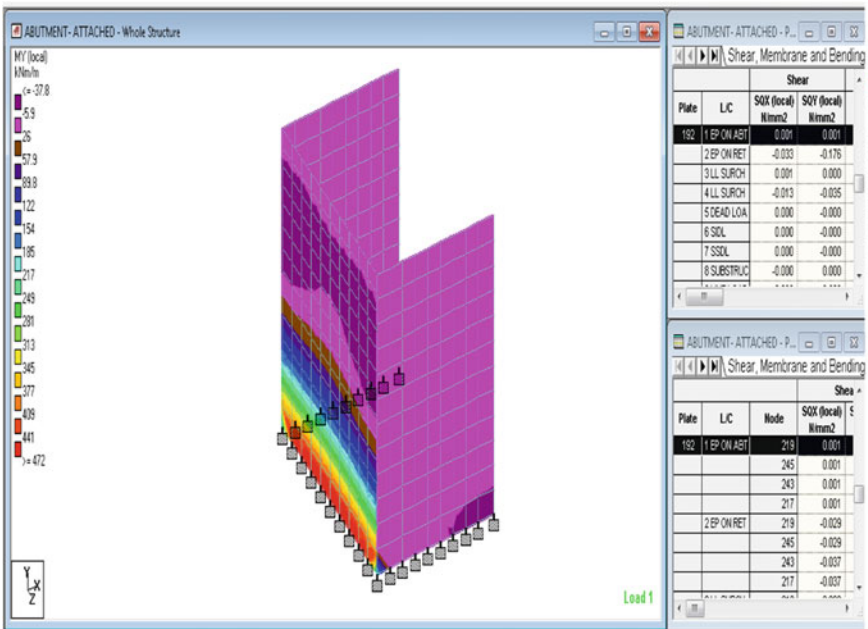 ABUTMENT- ATTACHED - Whole Structure
MY (local)
kNm/m
<= -37.8
-5.9
26
57.9
89.8
122
154
185
217
249
281
313
345
377
409
441
>= 472
Y
X
Z
Load 1
ABUTMENT- ATTACHED - P...
Shear, Membrane and Bending
Shear
Plate L/C SQX (local) N/mm2 SQY (local) N/mm2
192 1 EP ON ABT 0.001 0.001
2 EP ON RET -0.033 -0.176
3 LL SURCH 0.001 0.000
4 LL SURCH -0.013 -0.035
5 DEAD LOA 0.000 -0.000
6 SIDL 0.000 -0.000
7 SSDL 0.000 -0.000
8 SUBSTRUC -0.000 0.000
ABUTMENT- ATTACHED - P...
Shear, Membrane and Bending
Shea
Plate L/C Node SQX (local) N/mm2 S
192 1 EP ON ABT 219 0.001
245 0.001
243 0.001
217 0.001
2 EP ON RET 219 -0.029
245 -0.029
243 -0.037
217 -0.037